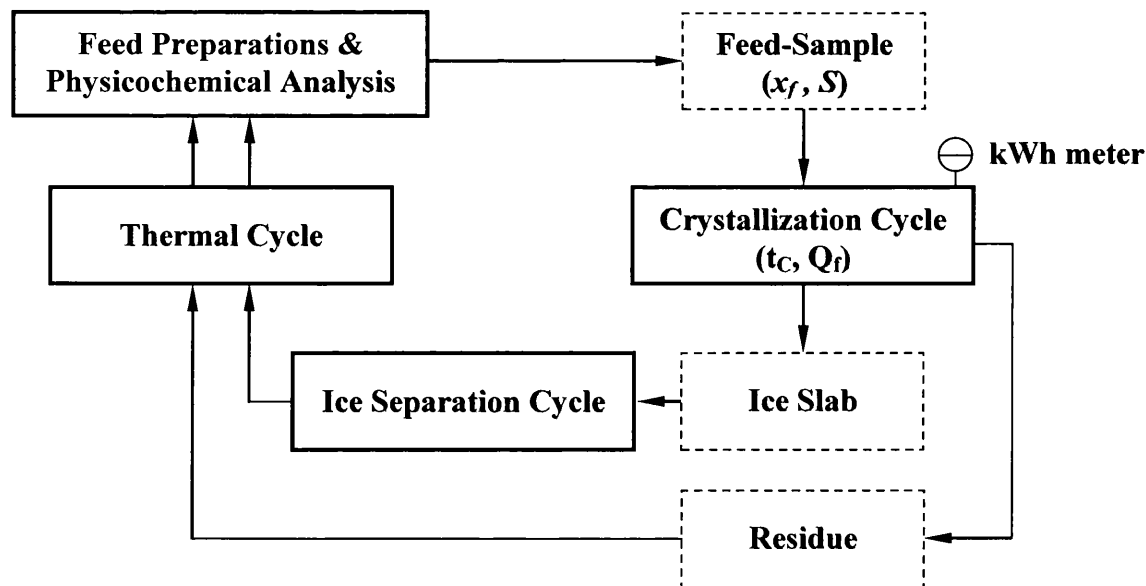 Feed Preparations &
Physicochemical Analysis
Feed-Sample
(x_f, S)
kWh meter
Thermal Cycle
Crystallization Cycle
(t_C, Q_f)
Ice Separation Cycle
Ice Slab
Residue